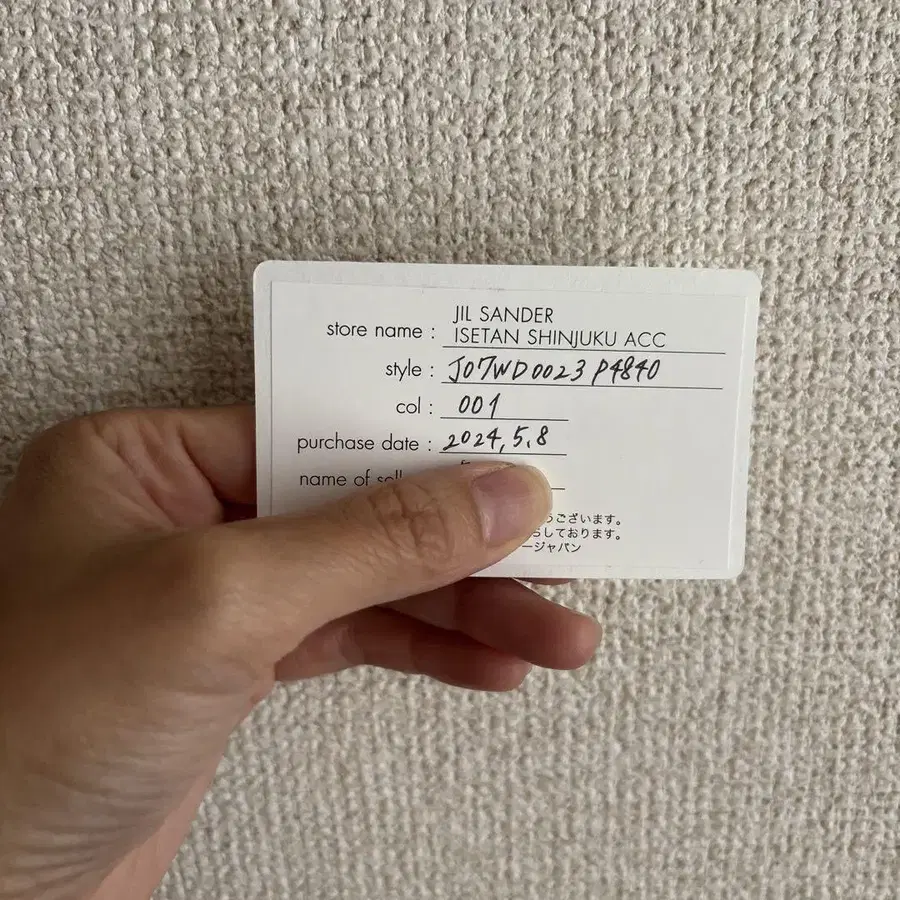 JIL SANDER
store name : ISETAN SHINJUKU ACC
style : J07WD0023 P4840
col : 001
purchase date : 2024,5,8
name of
うございます。
しております。
ージャパン